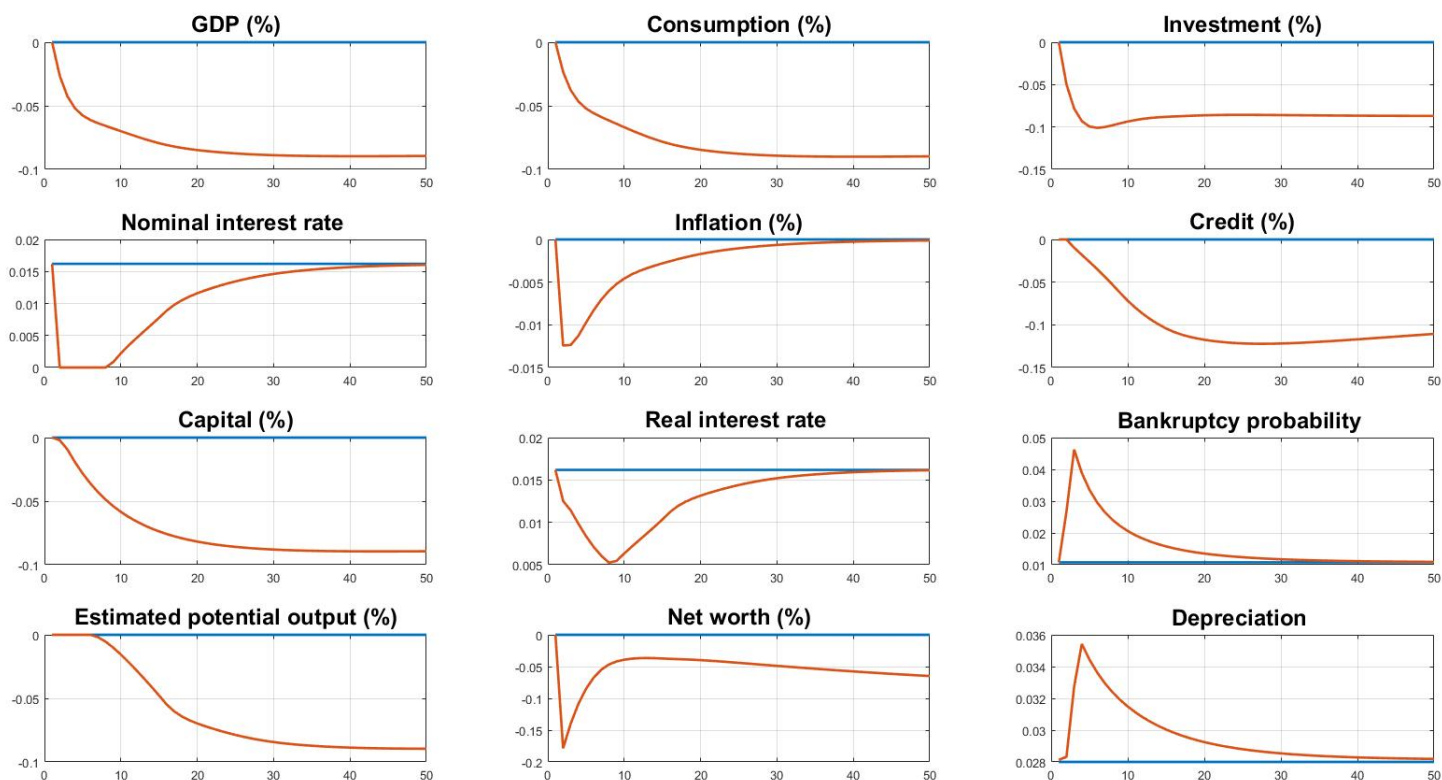 GDP (%)
0
-0.05
-0.1
0 10 20 30 40 50
Consumption (%)
0
-0.05
-0.1
0 10 20 30 40 50
Investment (%)
0
-0.05
-0.1
-0.15
0 10 20 30 40 50
Nominal interest rate
0.02
0.015
0.01
0.005
0
0 10 20 30 40 50
Inflation (%)
0
-0.005
-0.01
-0.015
0 10 20 30 40 50
Credit (%)
0
-0.05
-0.1
-0.15
0 10 20 30 40 50
Capital (%)
0
-0.05
-0.1
0 10 20 30 40 50
Real interest rate
0.02
0.015
0.01
0.005
0 10 20 30 40 50
Bankruptcy probability
0.05
0.04
0.03
0.02
0.01
0 10 20 30 40 50
Estimated potential output (%)
0
-0.05
-0.1
0 10 20 30 40 50
Net worth (%)
0
-0.05
-0.1
-0.15
-0.2
0 10 20 30 40 50
Depreciation
0.036
0.034
0.032
0.03
0.028
0 10 20 30 40 50